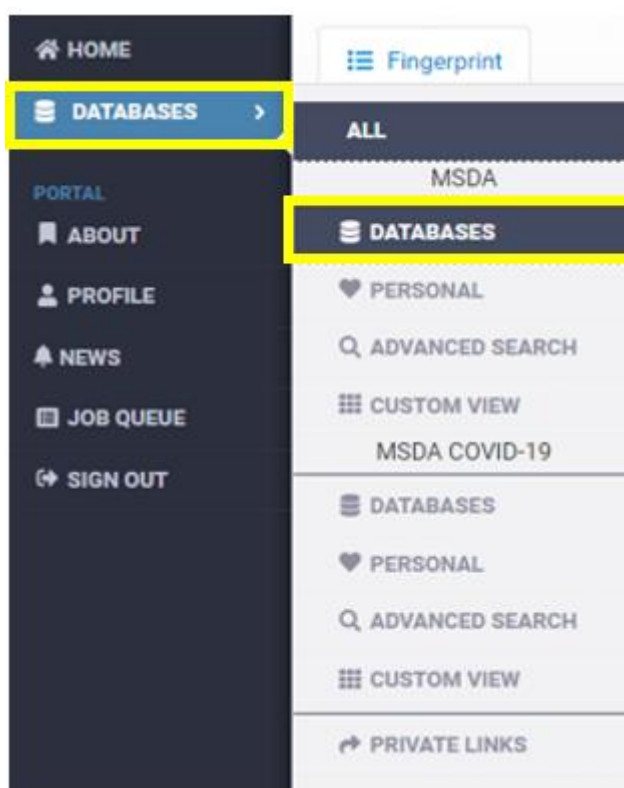 HOME
DATABASES
PORTAL
ABOUT
PROFILE
NEWS
JOB QUEUE
SIGN OUT
Fingerprint
ALL
MSDA
DATABASES
PERSONAL
ADVANCED SEARCH
CUSTOM VIEW
MSDA COVID-19
DATABASES
PERSONAL
ADVANCED SEARCH
CUSTOM VIEW
PRIVATE LINKS